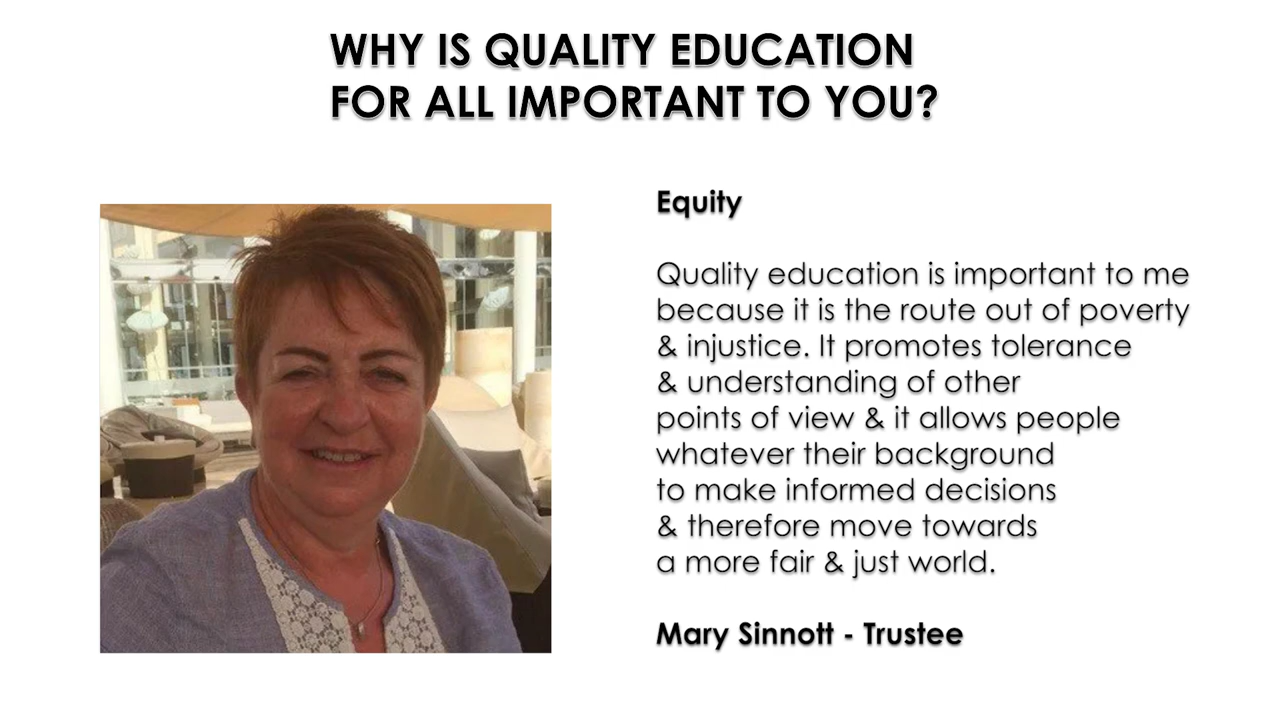 WHY IS QUALITY EDUCATION
FOR ALL IMPORTANT TO YOU?
Equity
Quality education is important to me
because it is the route out of poverty
& injustice. It promotes tolerance
& understanding of other
points of view & it allows people
whatever their background
to make informed decisions
& therefore move towards
a more fair & just world.
Mary Sinnott - Trustee